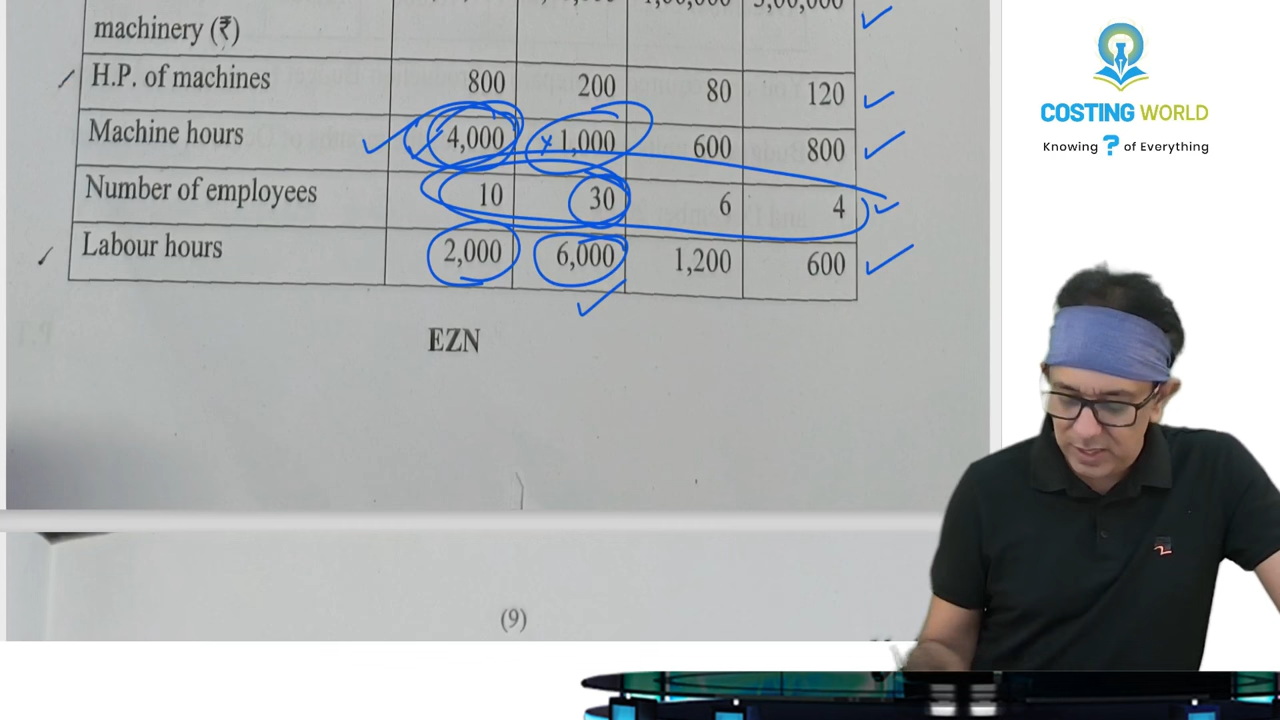 machinery (₹)
H.P. of machines 800 200 80 120
Machine hours 4,000 1,000 600 800
Number of employees 10 30 6 4
Labour hours 2,000 6,000 1,200 600
EZN
(9)
COSTING WORLD
Knowing ? of Everything